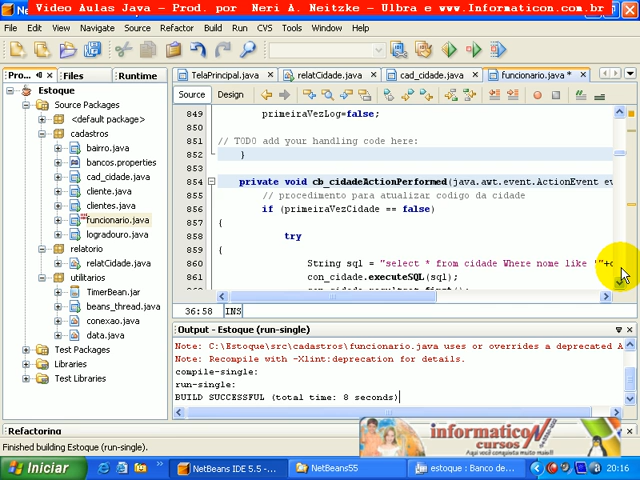 Video Aulas Java - Prod. por Neri A. Neitzke - Ulbra e www.Informaticon.com.br
File Edit View Navigate Source Refactor Build Run CVS Tools Window Help
Pro... Files Runtime
TelaPrincipal.java relatCidade.java cad_cidade.java funcionario.java *
Source Design
Estoque
Source Packages
<default package>
cadastros
bairro.java
bancos.properties
cad_cidade.java
cliente.java
clientes.java
funcionario.java
logradouro.java
relatorio
relatCidade.java
utilitarios
TimerBean.jar
beans_thread.java
conexao.java
data.java
Test Packages
Libraries
Test Libraries
849 primeiraVezLog=false;
850
851 // TODO add your handling code here:
852 }
853
854 private void cb_cidadeActionPerformed(java.awt.event.ActionEvent ev
855 // procedimento para atualizar codigo da cidade
856 if (primeiraVezCidade == false)
857 {
858 try
859 {
860 String sql = "select * from cidade Where nome like '"+c
861 con_cidade.executeSQL(sql);
36:58 INS
Output - Estoque (run-single)
Note: C:\Estoque\src\cadastros\funcionario.java uses or overrides a deprecated A
Note: Recompile with -Xlint:deprecation for details.
compile-single:
run-single:
BUILD SUCCESSFUL (total time: 8 seconds)
Refactoring
Finished building Estoque (run-single).
informaticon
cursos
Iniciar NetBeans IDE 5.5 -... NetBeans55 estoque : Banco de... 20:16